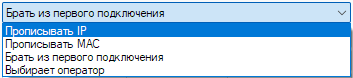 Брать из первого подключения
Прописывать IP
Прописывать MAC
Брать из первого подключения
Выбирает оператор